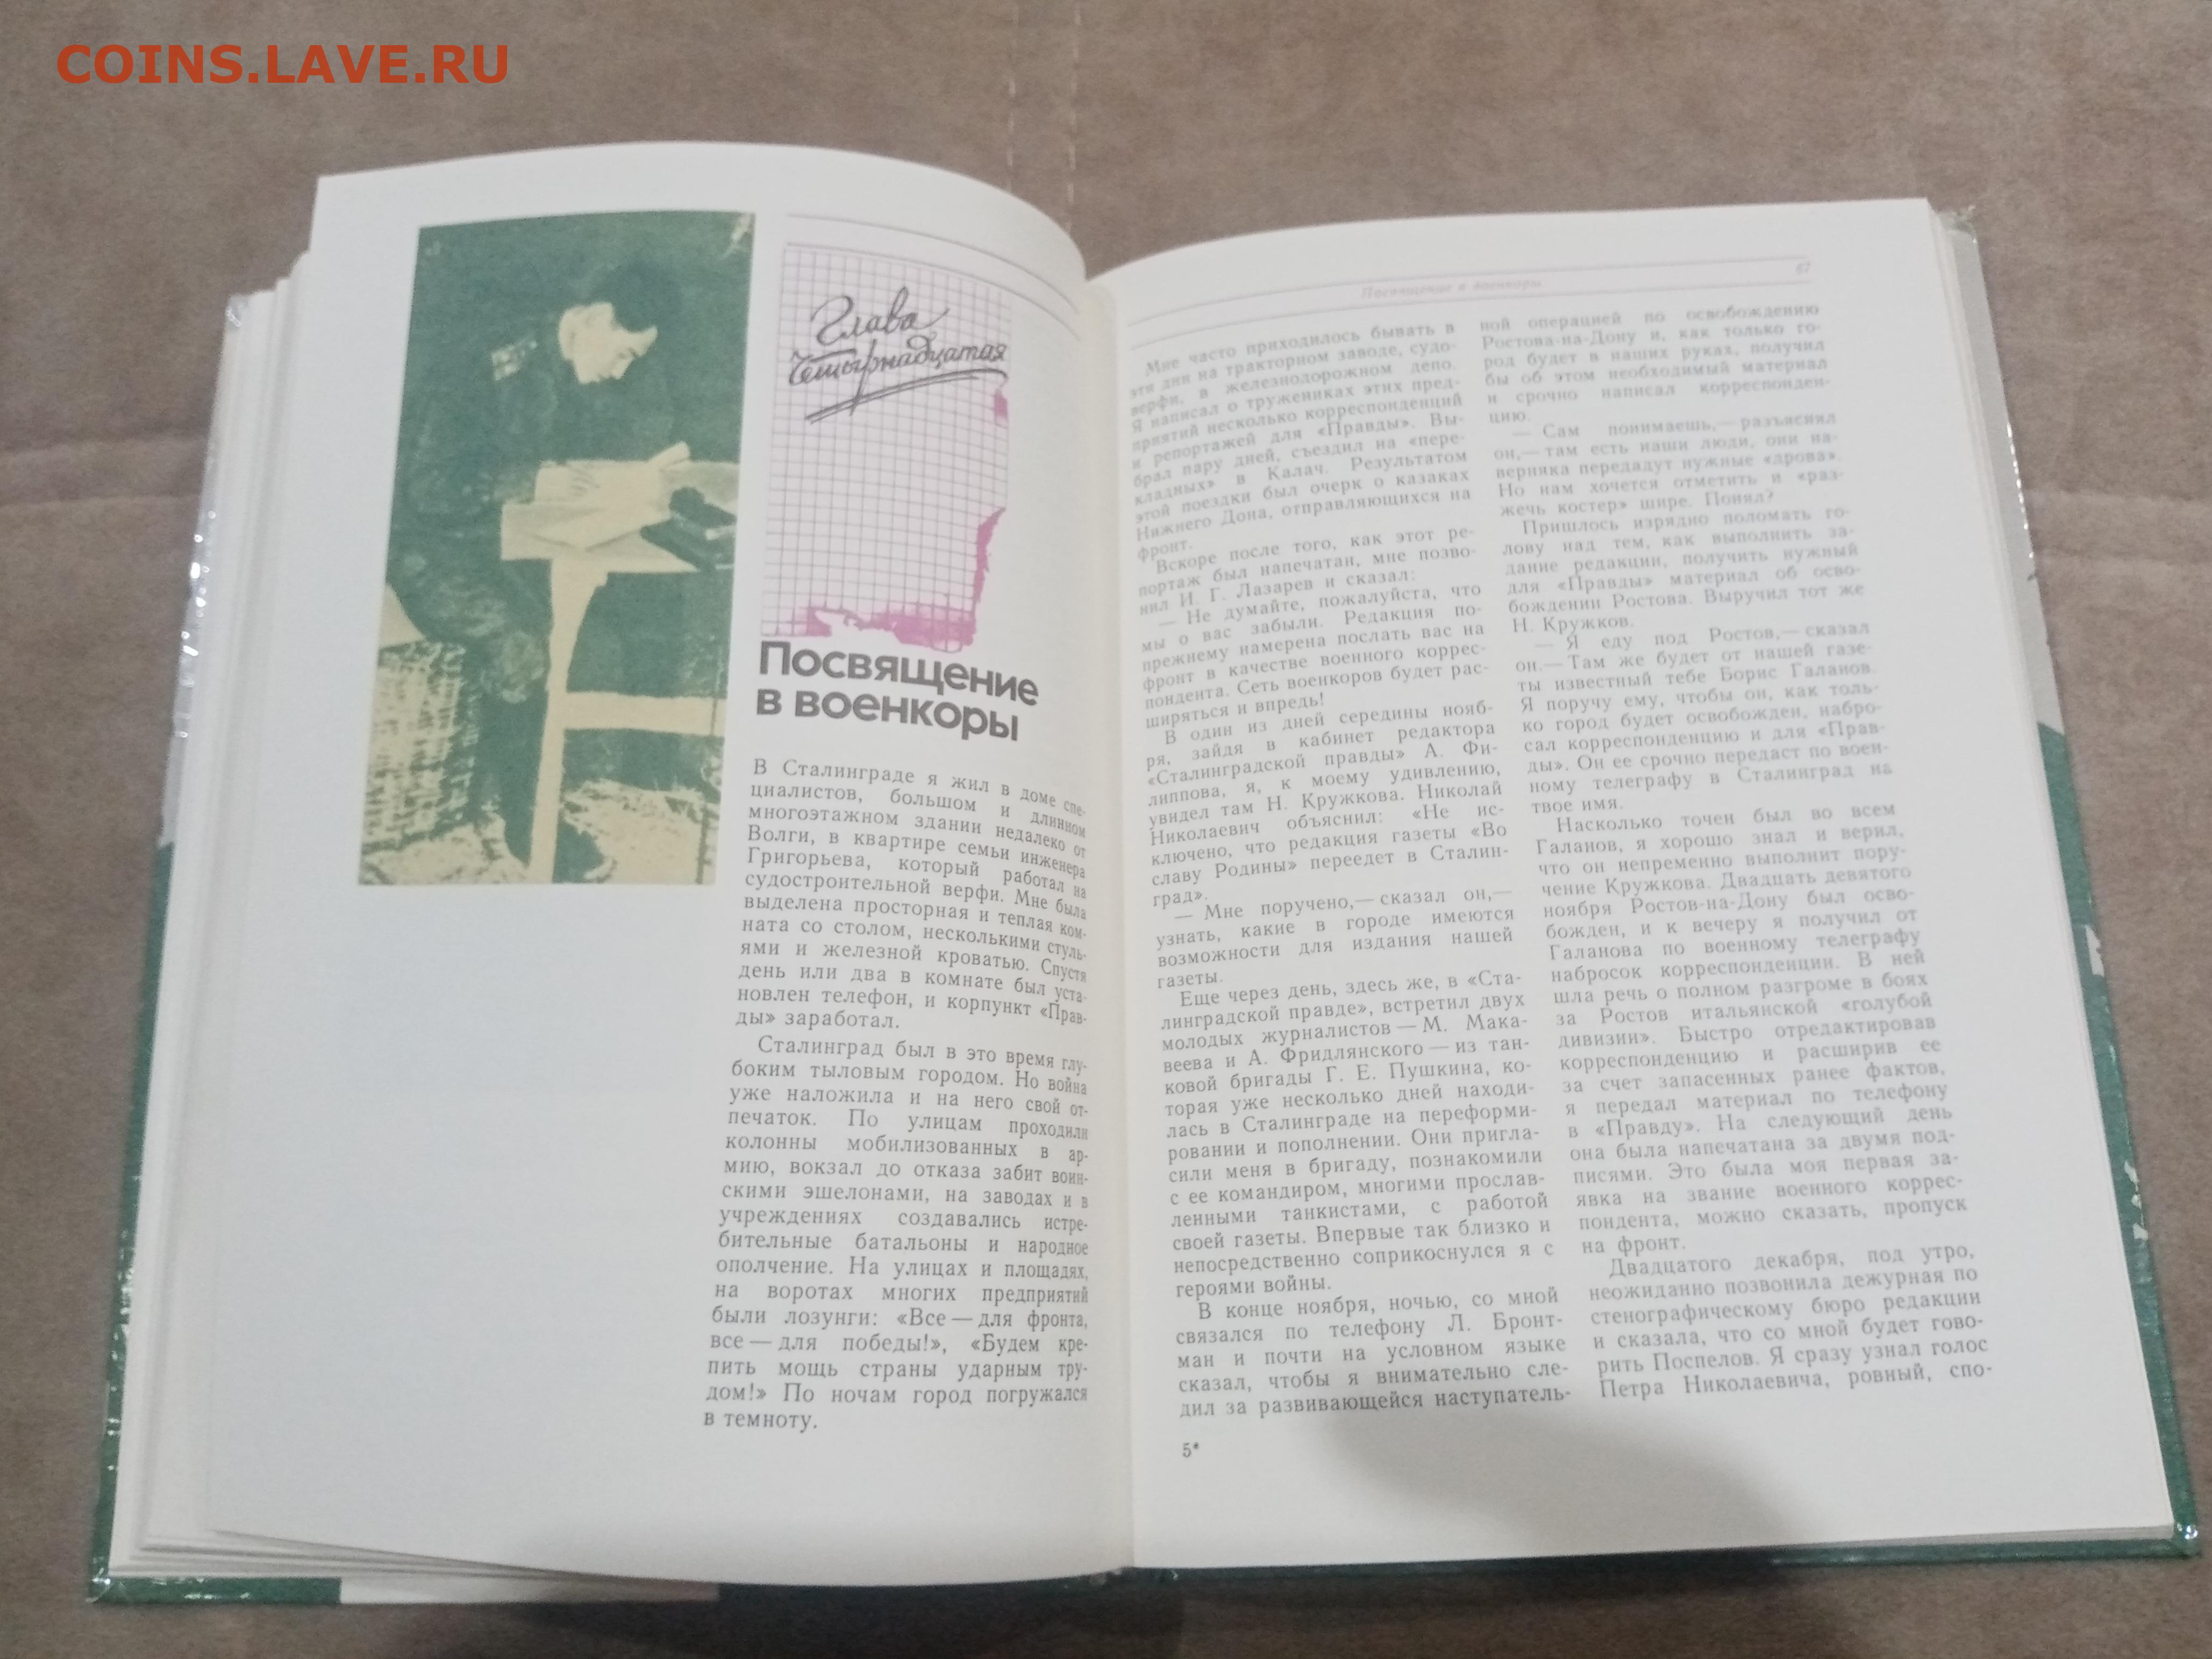 COINS.LAVE.RU
Глава
Четырнадцатая
Посвящение
в военкоры
В Сталинграде я жил в доме спе-
циалистов, большом и длинном
многоэтажном здании недалеко от
Волги, в квартире семьи инженера
Григорьева, который работал на
судостроительной верфи. Мне была
выделена просторная и теплая ком-
ната со столом, несколькими стуль-
ями и железной кроватью. Спустя
день или два в комнате был уста-
новлен телефон, и корпункт «Прав-
ды» заработал.
Сталинград был в это время глу-
боким тыловым городом. Но война
уже наложила и на него свой от-
печаток. По улицам проходили
колонны мобилизованных в ар-
мию, вокзал до отказа забит воин-
скими эшелонами, на заводах и в
учреждениях создавались истре-
бительные батальоны и народное
ополчение. На улицах и площадях,
на воротах многих предприятий
были лозунги: «Все — для фронта,
все — для победы!», «Будем кре-
пить мощь страны ударным тру-
дом!» По ночам город погружался
в темноту.
Посвящение в военкоры
67
Мне часто приходилось бывать в
эти дни на тракторном заводе, судо-
верфи, в железнодорожном депо.
Я написал о тружениках этих пред-
приятий несколько корреспонденций
и репортажей для «Правды». Вы-
брал пару дней, съездил на «пере-
кладных» в Калач. Результатом
этой поездки был очерк о казаках
Нижнего Дона, отправляющихся на
фронт.
Вскоре после того, как этот ре-
портаж был напечатан, мне позво-
нил И. Г. Лазарев и сказал:
— Не думайте, пожалуйста, что
мы о вас забыли. Редакция по-
прежнему намерена послать вас на
фронт в качестве военного коррес-
пондента. Сеть военкоров будет рас-
ширяться и впредь!
В один из дней середины нояб-
ря, зайдя в кабинет редактора
«Сталинградской правды» А. Фи-
липпова, я, к моему удивлению,
увидел там Н. Кружкова. Николай
Николаевич объяснил: «Не ис-
ключено, что редакция газеты «Во
славу Родины» переедет в Сталин-
град».
— Мне поручено,— сказал он,—
узнать, какие в городе имеются
возможности для издания нашей
газеты.
Еще через день, здесь же, в «Ста-
линградской правде», встретил двух
молодых журналистов — М. Мака-
веева и А. Фридлянского — из тан-
ковой бригады Г. Е. Пушкина, ко-
торая уже несколько дней находи-
лась в Сталинграде на переформи-
ровании и пополнении. Они пригла-
сили меня в бригаду, познакомили
с ее командиром, многими прослав-
ленными танкистами, с работой
своей газеты. Впервые так близко и
непосредственно соприкоснулся я с
героями войны.
В конце ноября, ночью, со мной
связался по телефону Л. Бронт-
ман и почти на условном языке
сказал, чтобы я внимательно сле-
дил за развивающейся наступатель-
5*
ной операцией по освобождению
Ростова-на-Дону и, как только го-
род будет в наших руках, получил
бы об этом необходимый материал
и срочно написал корреспонден-
цию.
— Сам понимаешь,— разъяснил
он,— там есть наши люди, они на-
верняка передадут нужные «дрова».
Но нам хочется отметить и «раз-
жечь костер» шире. Понял?
Пришлось изрядно поломать го-
лову над тем, как выполнить за-
дание редакции, получить нужный
для «Правды» материал об осво-
бождении Ростова. Выручил тот же
Н. Кружков.
— Я еду под Ростов,— сказал
он.— Там же будет от нашей газе-
ты известный тебе Борис Галанов.
Я поручу ему, чтобы он, как толь-
ко город будет освобожден, набро-
сал корреспонденцию и для «Прав-
ды». Он ее срочно передаст по воен-
ному телеграфу в Сталинград на
твое имя.
Насколько точен был во всем
Галанов, я хорошо знал и верил,
что он непременно выполнит пору-
чение Кружкова. Двадцать девятого
ноября Ростов-на-Дону был осво-
божден, и к вечеру я получил от
Галанова по военному телеграфу
набросок корреспонденции. В ней
шла речь о полном разгроме в боях
за Ростов итальянской «голубой
дивизии». Быстро отредактировав
корреспонденцию и расширив ее
за счет запасенных ранее фактов,
я передал материал по телефону
в «Правду». На следующий день
она была напечатана за двумя под-
писями. Это была моя первая за-
явка на звание военного коррес-
пондента, можно сказать, пропуск
на фронт.
Двадцатого декабря, под утро,
неожиданно позвонила дежурная по
стенографическому бюро редакции
и сказала, что со мной будет гово-
рить Поспелов. Я сразу узнал голос
Петра Николаевича, ровный, спо-